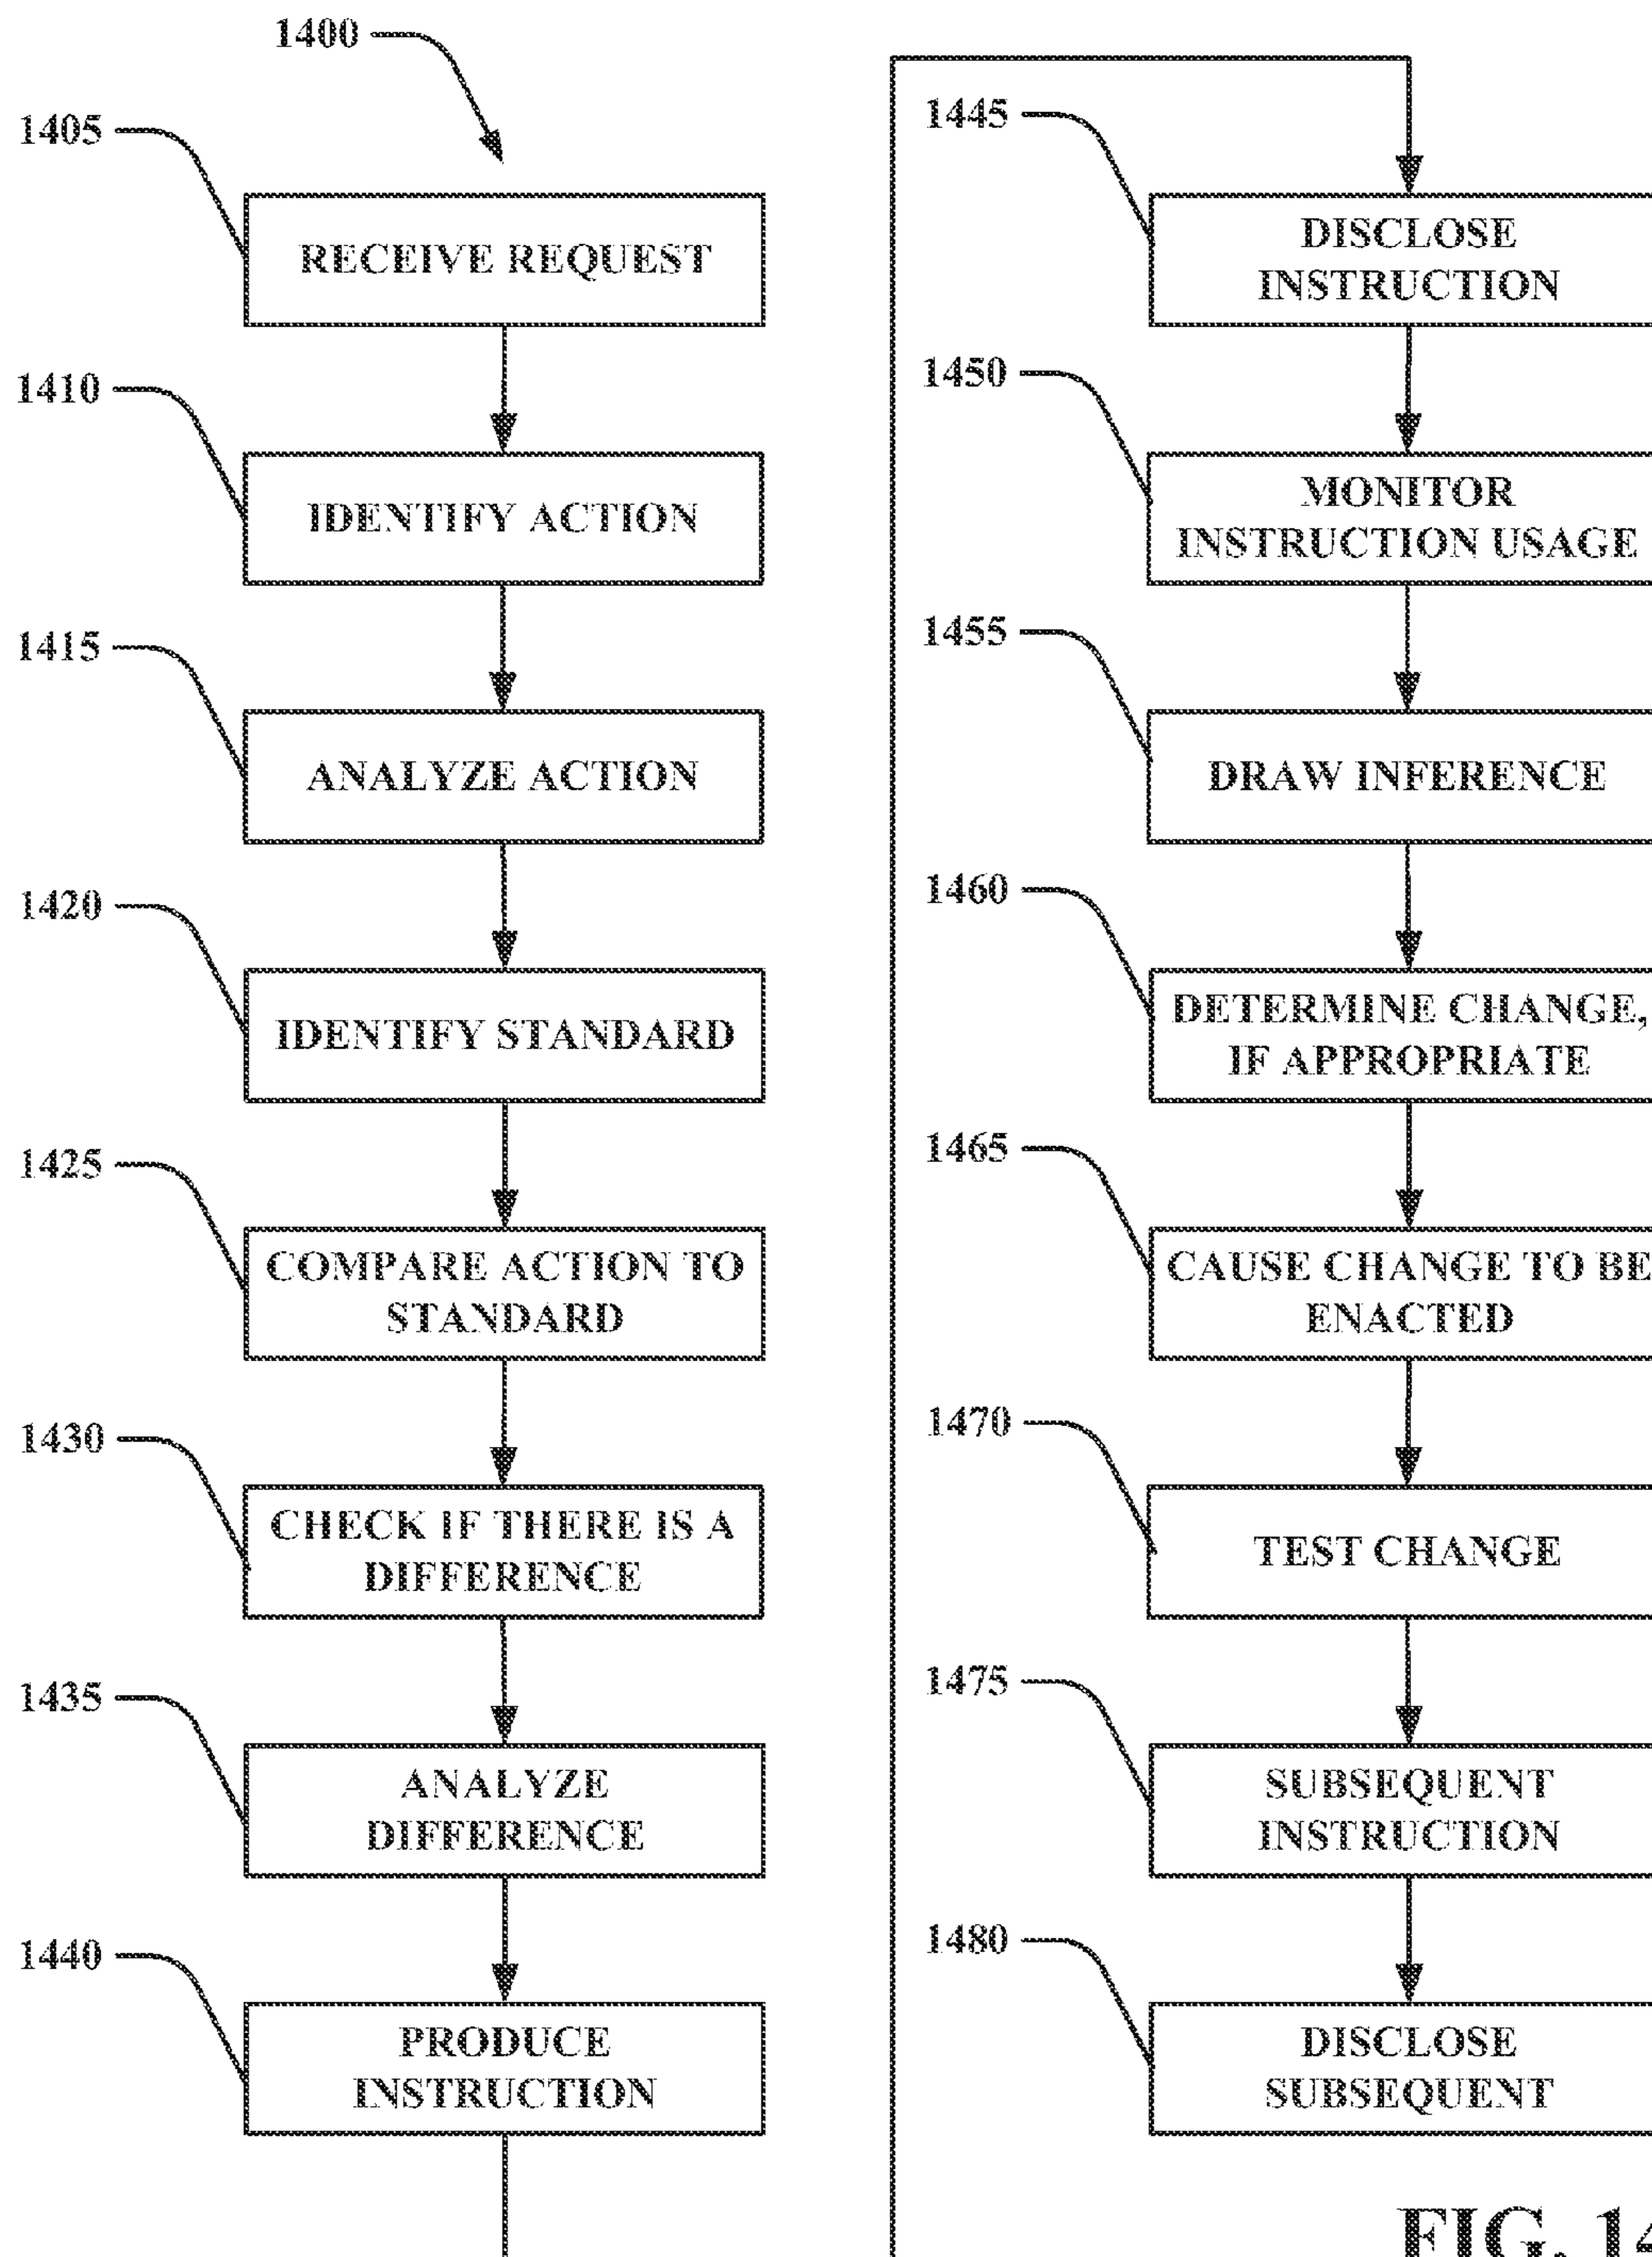 1400
1405
RECEIVE REQUEST
1410
IDENTIFY ACTION
1415
ANALYZE ACTION
1420
IDENTIFY STANDARD
1425
COMPARE ACTION TO
STANDARD
1430
CHECK IF THERE IS A
DIFFERENCE
1435
ANALYZE
DIFFERENCE
1440
PRODUCE
INSTRUCTION
1445
DISCLOSE
INSTRUCTION
1450
MONITOR
INSTRUCTION USAGE
1455
DRAW INFERENCE
1460
DETERMINE CHANGE,
IF APPROPRIATE
1465
CAUSE CHANGE TO BE
ENACTED
1470
TEST CHANGE
1475
SUBSEQUENT
INSTRUCTION
1480
DISCLOSE
SUBSEQUENT
FIG. 14